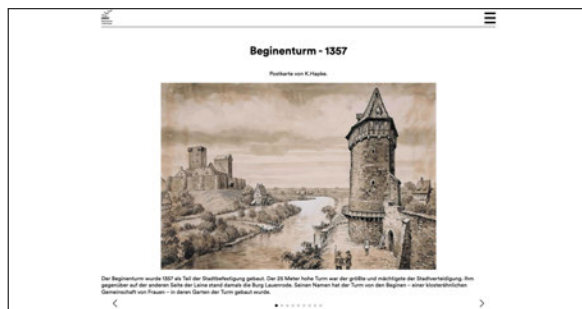 Beginenturm - 1357
Postkarte von K.Hapke.
Der Beginenturm wurde 1357 als Teil der Stadtbefestigung gebaut. Der 25 Meter hohe Turm war der größte und mächtigste der Stadtverteidigung. Ihm
gegenüber auf der anderen Seite der Leine stand damals die Burg Lauenrode. Seinen Namen hat der Turm von den Beginen – einer klosterähnlichen
Gemeinschaft von Frauen – in deren Garten der Turm gebaut wurde.